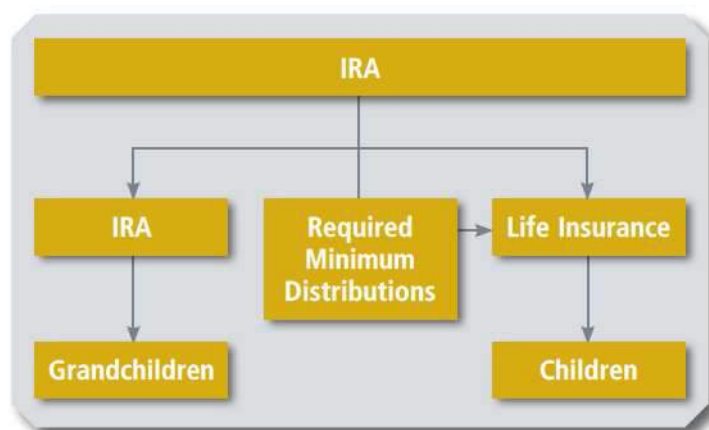 IRA
IRA
Required
Minimum
Distributions
Life Insurance
Grandchildren
Children